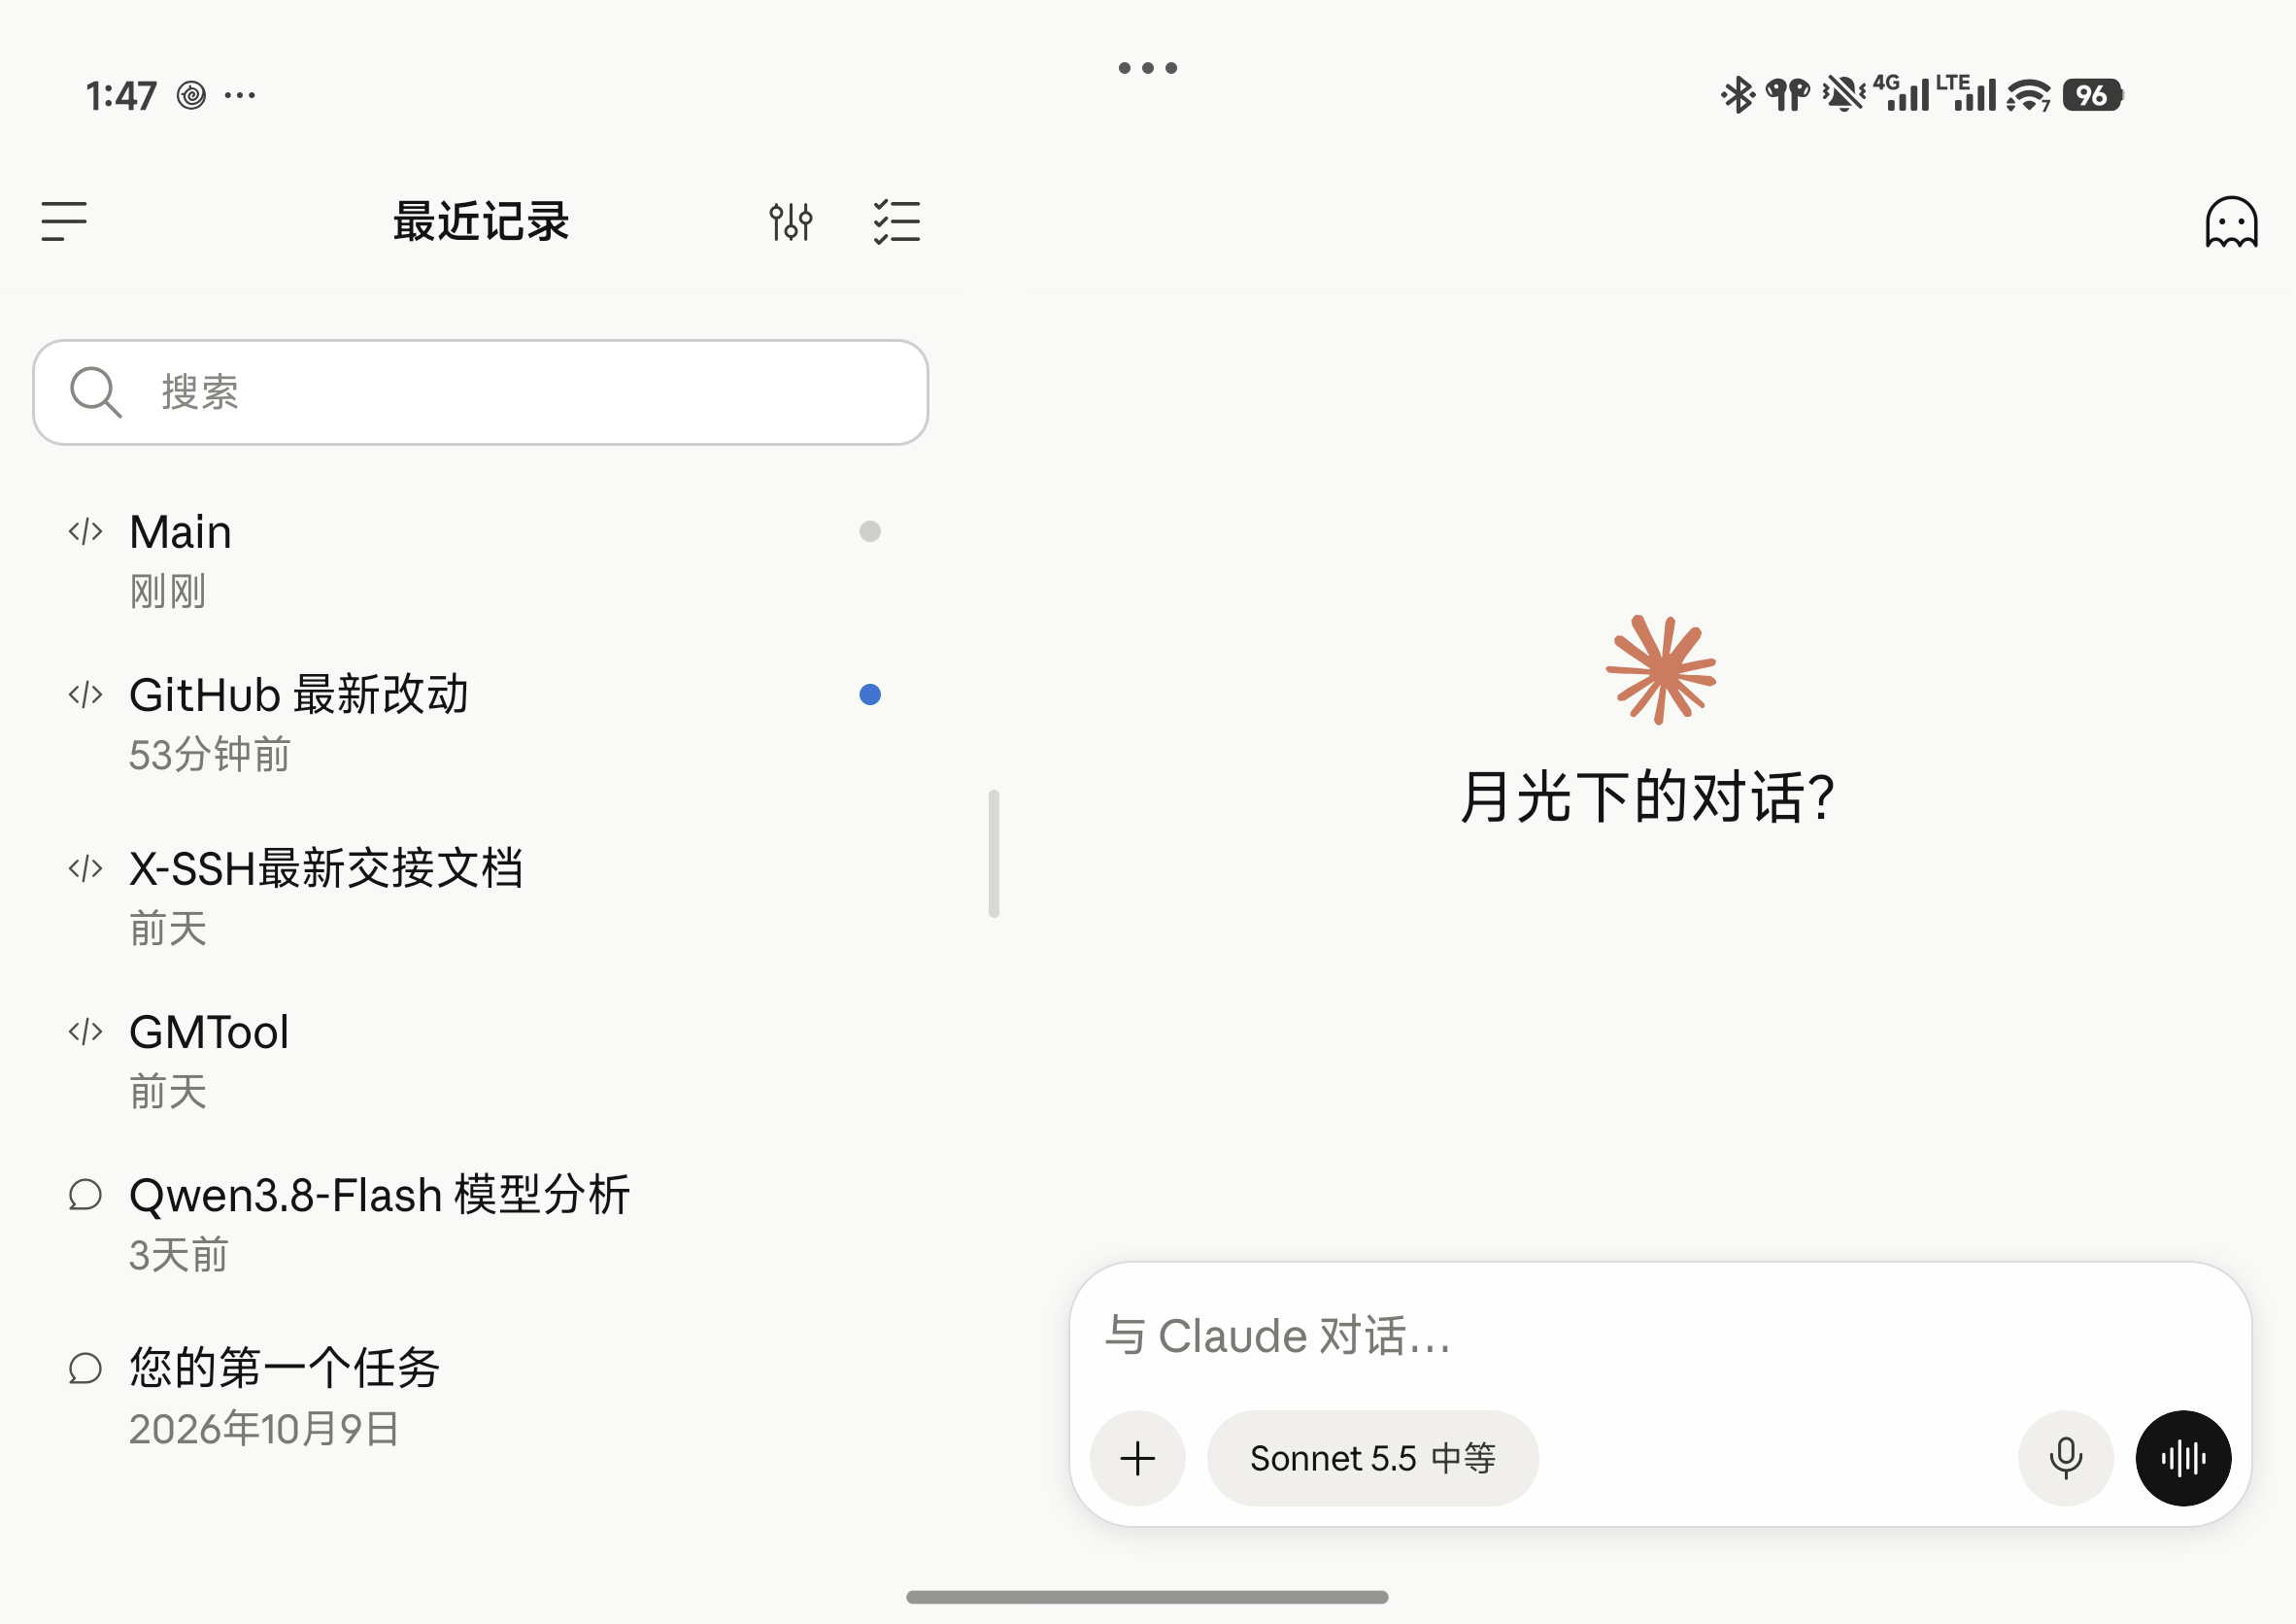 1:47
4G
LTE
7
96
最近记录
搜索
Main
刚刚
GitHub 最新改动
53分钟前
X-SSH最新交接文档
前天
GMTool
前天
Qwen3.8-Flash 模型分析
3天前
您的第一个任务
2026年10月9日
月光下的对话?
与 Claude 对话...
Sonnet 5.5 中等